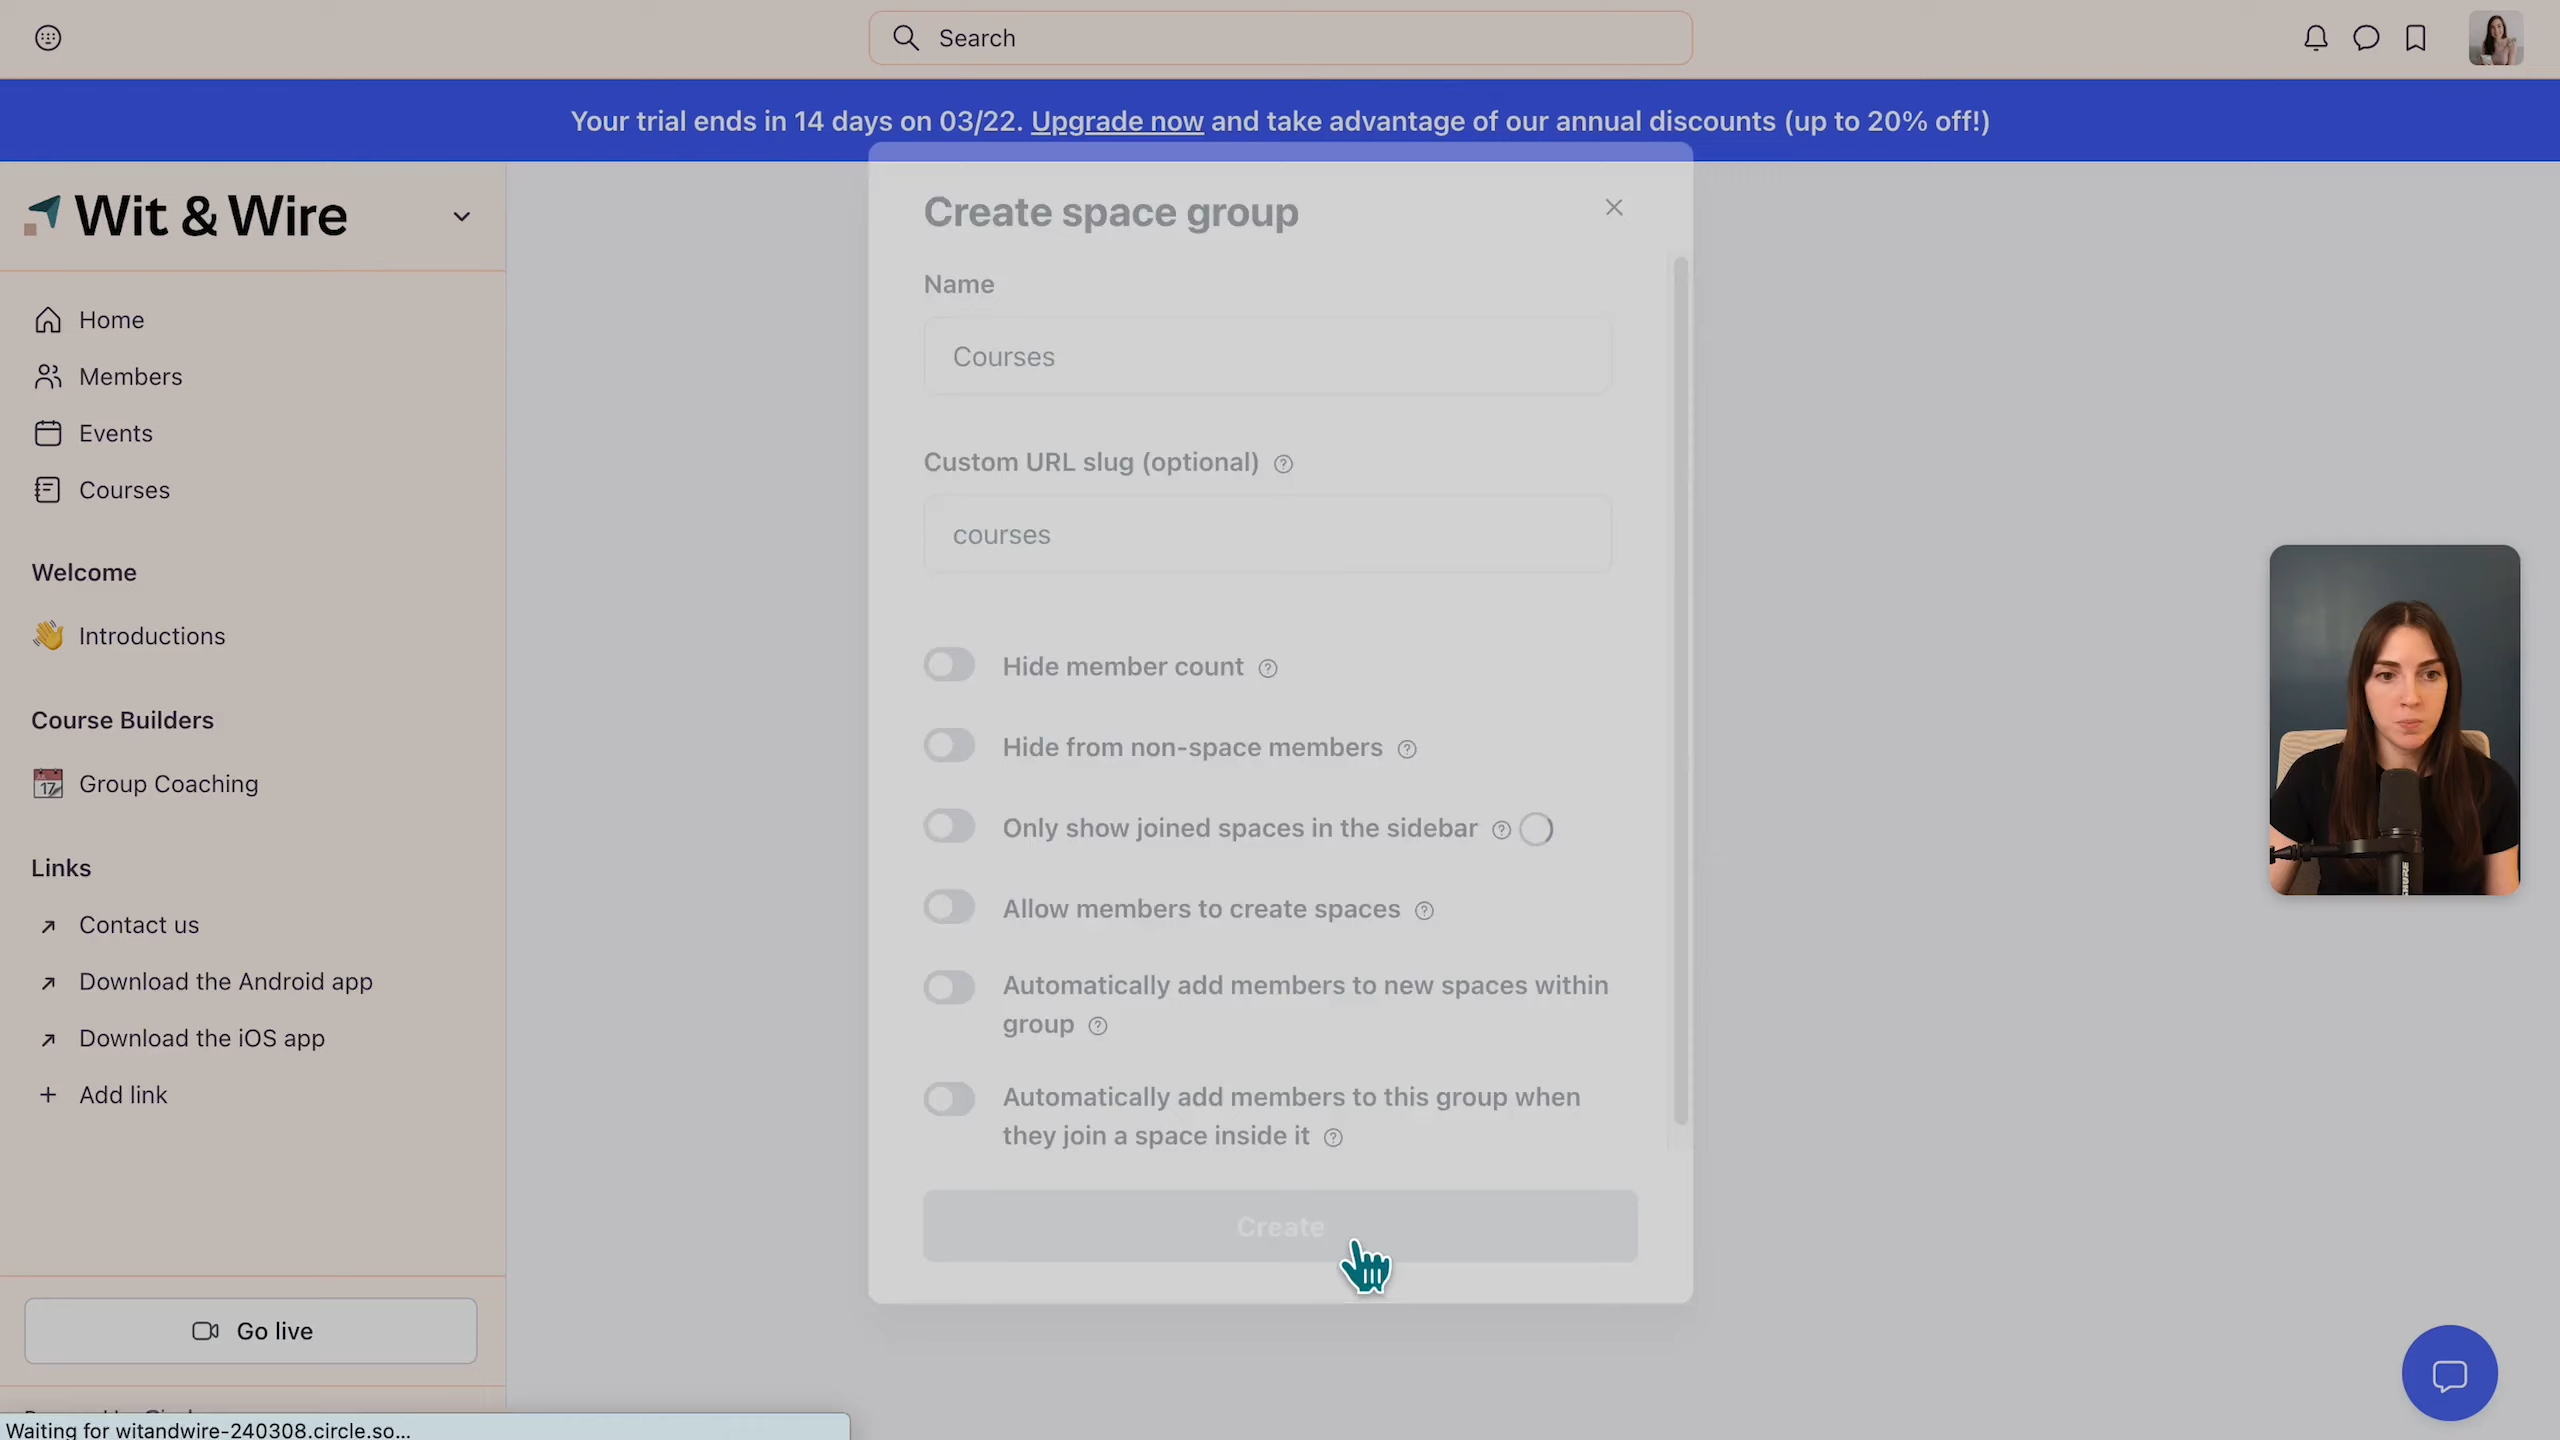 Search
Your trial ends in 14 days on 03/22. Upgrade now and take advantage of our annual discounts (up to 20% off!)
Wit & Wire
Home
Members
Events
Courses
Welcome
Introductions
Course Builders
17
Group Coaching
Links
Contact us
Download the Android app
Download the iOS app
Add link
Go live
Waiting for witandwire-240308.circle.so...
Create space group
Name
Courses
Custom URL slug (optional)
courses
Hide member count
Hide from non-space members
Only show joined spaces in the sidebar
Allow members to create spaces
Automatically add members to new spaces within
group
Automatically add members to this group when
they join a space inside it
Create
SHURE